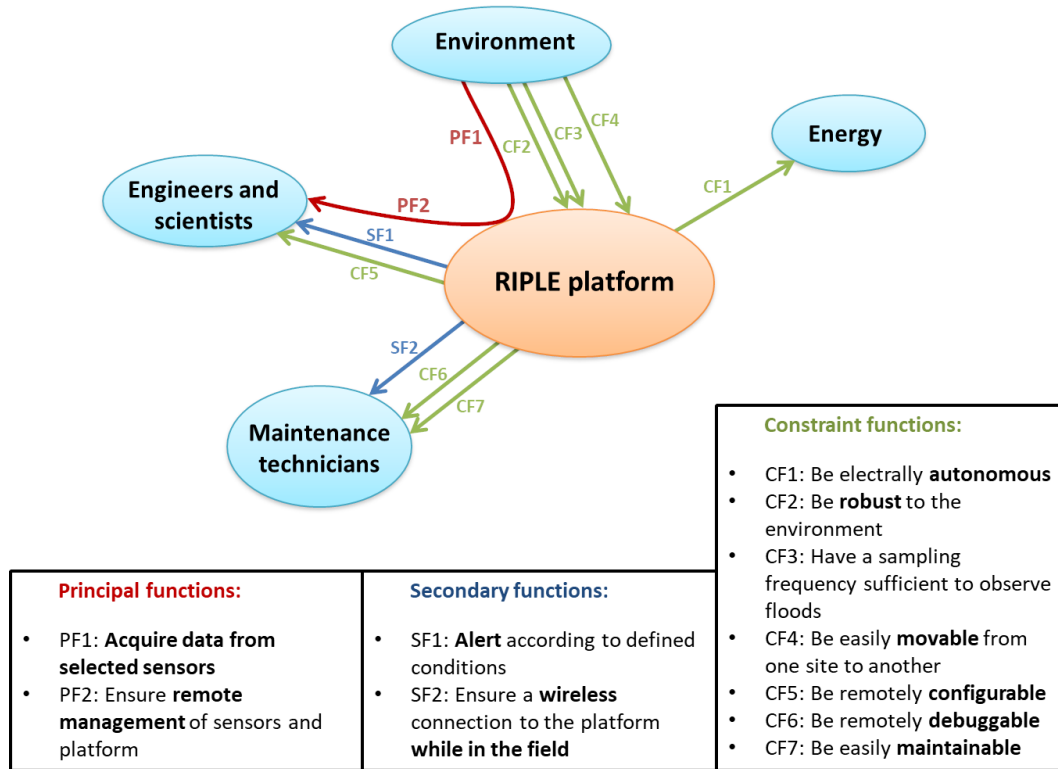 Environment
PF1
CF2
CF3
CF4
Energy
CF1
Engineers and
scientists
PF2
SF1
CF5
RIPLE platform
SF2
CF6
CF7
Maintenance
technicians
Constraint functions:
• CF1: Be electrally autonomous
• CF2: Be robust to the
environment
• CF3: Have a sampling
frequency sufficient to observe
floods
• CF4: Be easily movable from
one site to another
• CF5: Be remotely configurable
• CF6: Be remotely debuggable
• CF7: Be easily maintainable
Principal functions:
• PF1: Acquire data from
selected sensors
• PF2: Ensure remote
management of sensors and
platform
Secondary functions:
• SF1: Alert according to defined
conditions
• SF2: Ensure a wireless
connection to the platform
while in the field